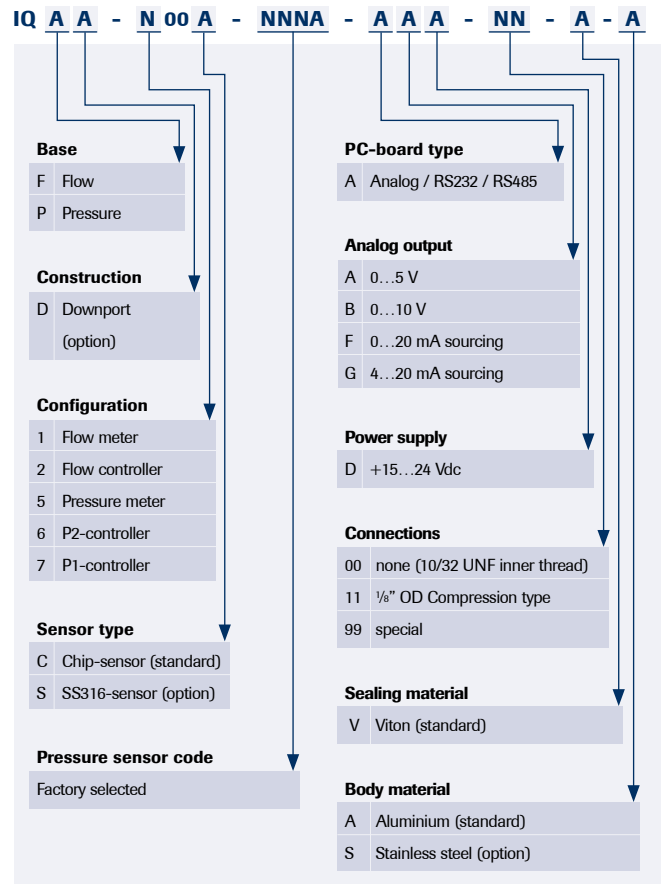 IQ A A - N 00 A - NNNA - A A A - NN - A - A
Base
F Flow
P Pressure
Construction
D Downport
(option)
Configuration
1 Flow meter
2 Flow controller
5 Pressure meter
6 P2-controller
7 P1-controller
Sensor type
C Chip-sensor (standard)
S SS316-sensor (option)
Pressure sensor code
Factory selected
PC-board type
A Analog / RS232 / RS485
Analog output
A 0…5 V
B 0…10 V
F 0…20 mA sourcing
G 4…20 mA sourcing
Power supply
D +15…24 Vdc
Connections
00 none (10/32 UNF inner thread)
11 ⅛” OD Compression type
99 special
Sealing material
V Viton (standard)
Body material
A Aluminium (standard)
S Stainless steel (option)